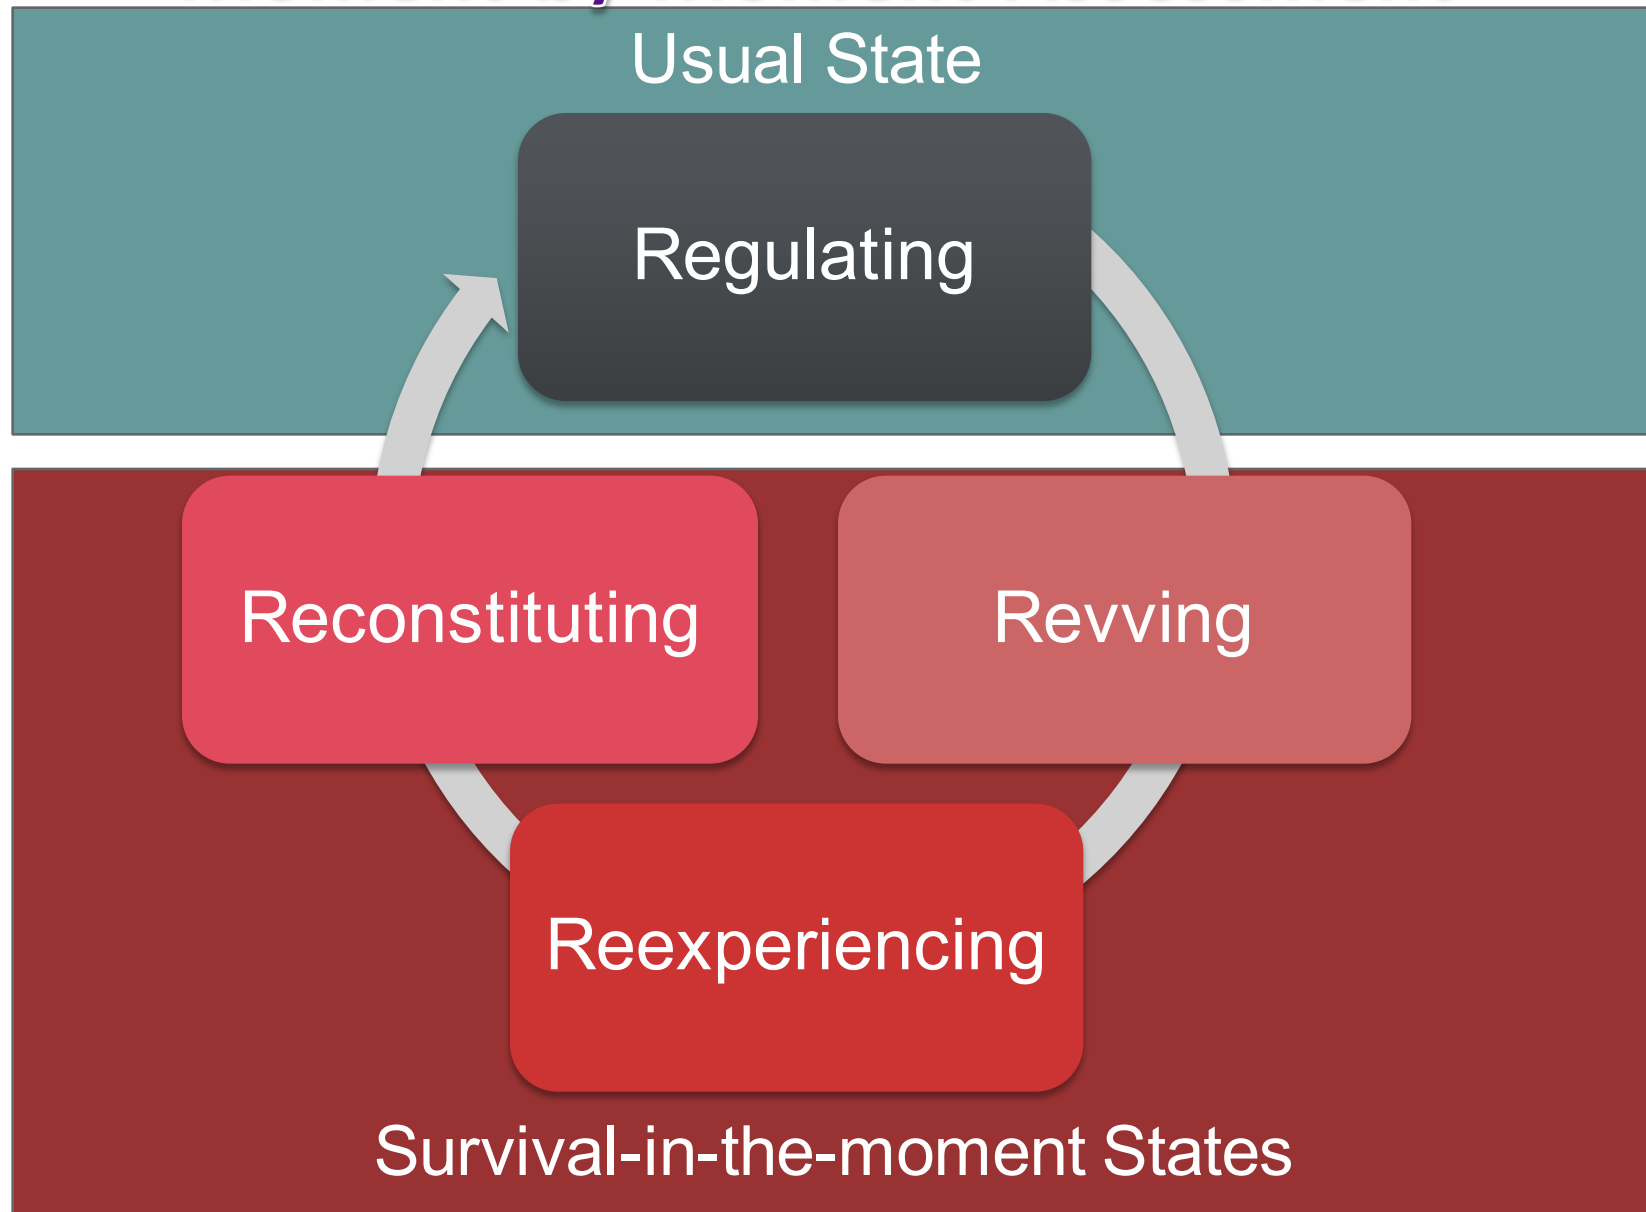 Usual State
Regulating
Reconstituting
Revving
Reexperiencing
Survival-in-the-moment States